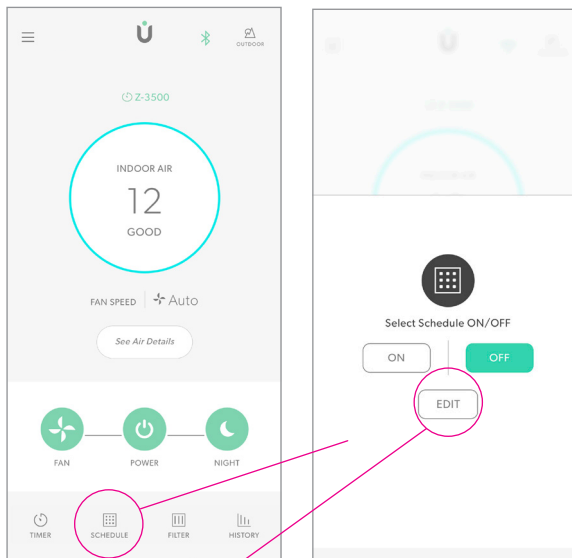 Ü
OUTDOOR
Z-3500
INDOOR AIR
12
GOOD
FAN SPEED Auto
See Air Details
FAN POWER NIGHT
TIMER SCHEDULE FILTER HISTORY
Select Schedule ON/OFF
ON OFF
EDIT